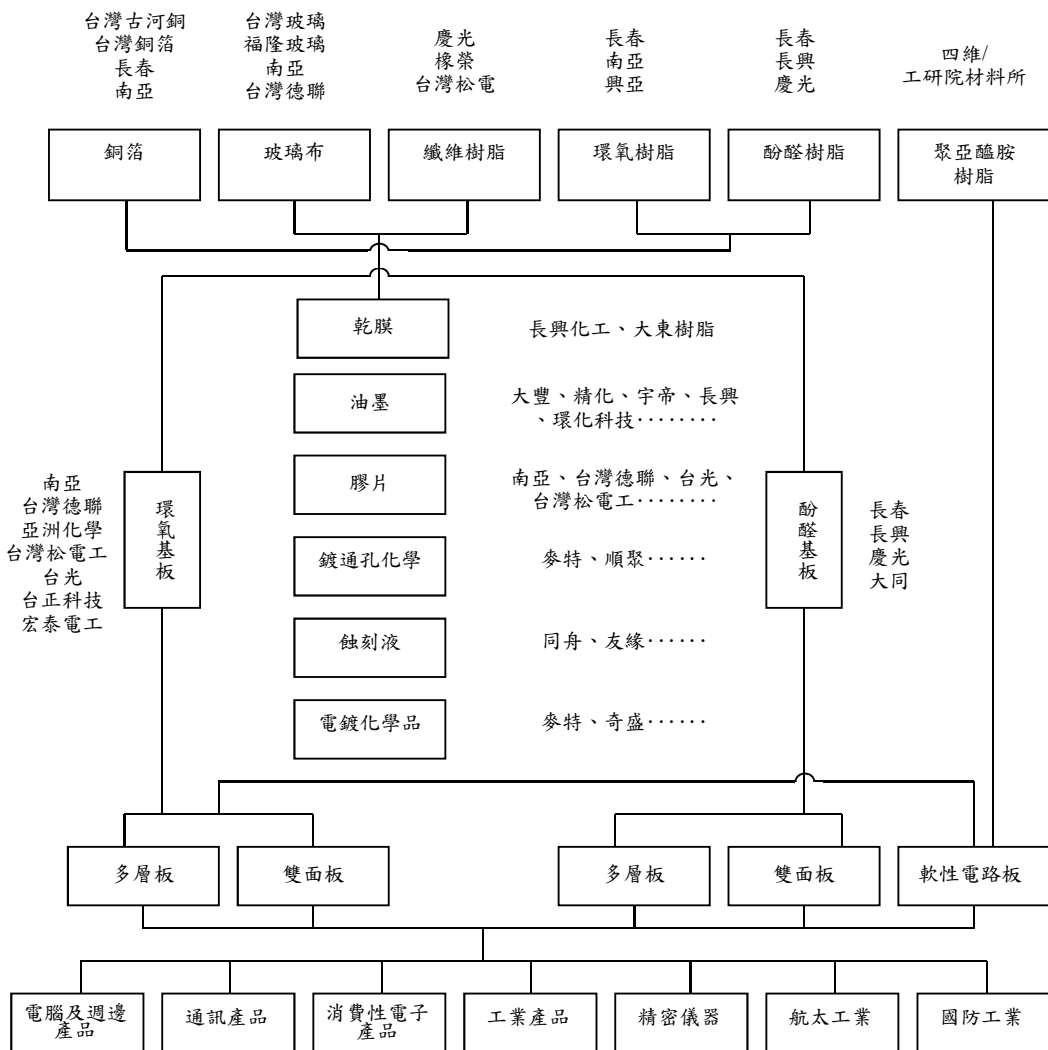 台灣古河銅
台灣銅箔
長春
南亞
台灣玻璃
福隆玻璃
南亞
台灣德聯
慶光
橡榮
台灣松電
長春
南亞
興亞
長春
長興
慶光
四維/
工研院材料所
銅箔
玻璃布
纖維樹脂
環氧樹脂
酚醛樹脂
聚亞醯胺
樹脂
乾膜
長興化工、大東樹脂
油墨
大豐、精化、宇帝、長興
、環化科技‧‧‧‧‧‧‧‧
膠片
南亞、台灣德聯、台光、
台灣松電工‧‧‧‧‧‧‧‧
鍍通孔化學
麥特、順聚‧‧‧‧‧‧
蝕刻液
同舟、友緣‧‧‧‧‧‧
電鍍化學品
麥特、奇盛‧‧‧‧‧‧
南亞
台灣德聯
亞洲化學
台灣松電工
台光
台正科技
宏泰電工
環氧基板
酚醛基板
長春
長興
慶光
大同
多層板
雙面板
多層板
雙面板
軟性電路板
電腦及週邊
產品
通訊產品
消費性電子
產品
工業產品
精密儀器
航太工業
國防工業